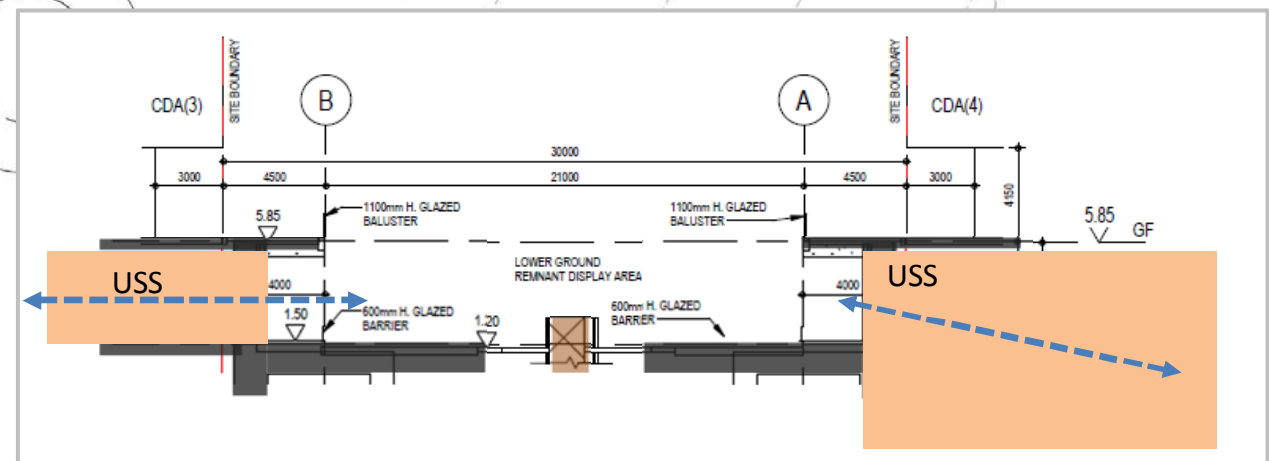 CDA(3)
SITE BOUNDARY
B
A
SITE BOUNDARY
CDA(4)
30000
3000
4500
21000
4500
3000
4150
1100mm H. GLAZED
BALUSTER
1100mm H. GLAZED
BALUSTER
5.85
5.85
GF
LOWER GROUND
REMNANT DISPLAY AREA
USS
USS
4000
4000
600mm H. GLAZED
BARRIER
600mm H. GLAZED
BARRER
1.50
1.20